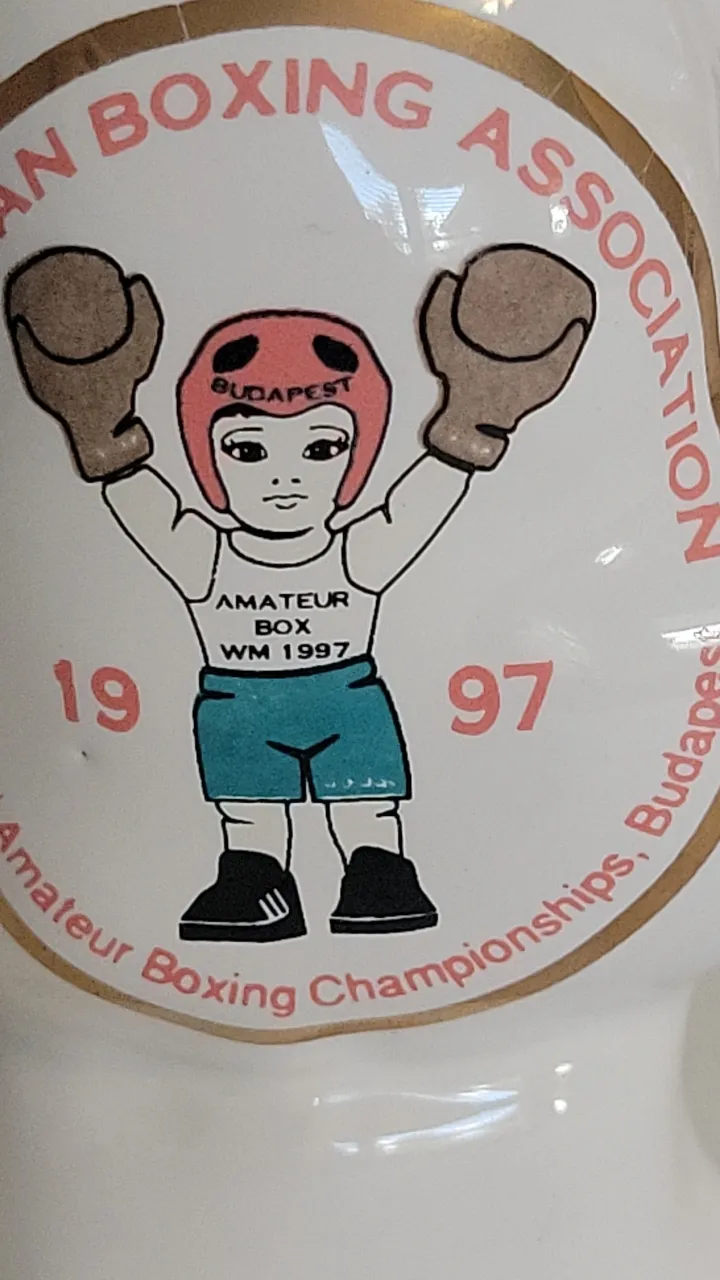 AN BOXING ASSOCIATION
BUDAPEST
AMATEUR
BOX
WM 1997
19 97
Amateur Boxing Championships, Budapes